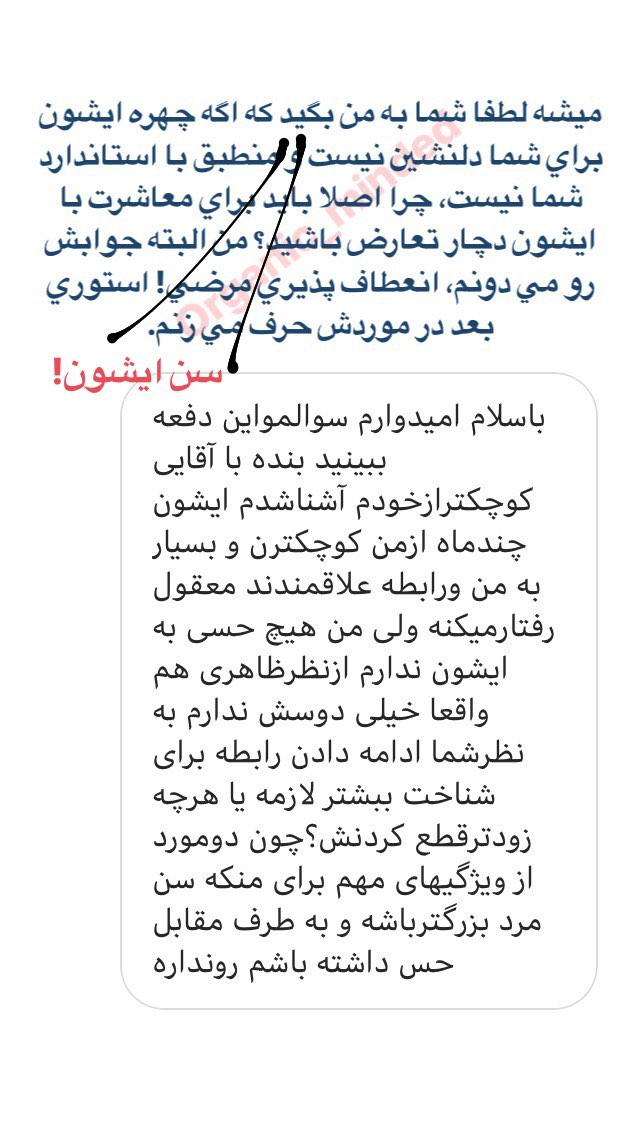 میشه لطفا شما به من بگید که اگه چهره ایشون
براي شما دلنشین نیست و منطبق با استاندارد
شما نیست، چرا اصلا باید براي معاشرت با
ایشون دچار تعارض باشید؟ من البته جوابش
رو مي دونم، انعطاف پذیري مرضي! استوري
بعد در موردش حرف مي زنم.
Organic_minded
سن ایشون!
باسلام امیدوارم سوالمواین دفعه
ببینید بنده با آقایی
کوچکترازخودم آشناشدم ایشون
چندماه ازمن کوچکترن و بسیار
به من ورابطه علاقمندند معقول
رفتارمیکنه ولی من هیچ حسی به
ایشون ندارم ازنظرظاهری هم
واقعا خیلی دوسش ندارم به
نظرشما ادامه دادن رابطه برای
شناخت ببشتر لازمه یا هرچه
زودترقطع کردنش؟چون دومورد
از ویژگیهای مهم برای منکه سن
مرد بزرگترباشه و به طرف مقابل
حس داشته باشم رونداره